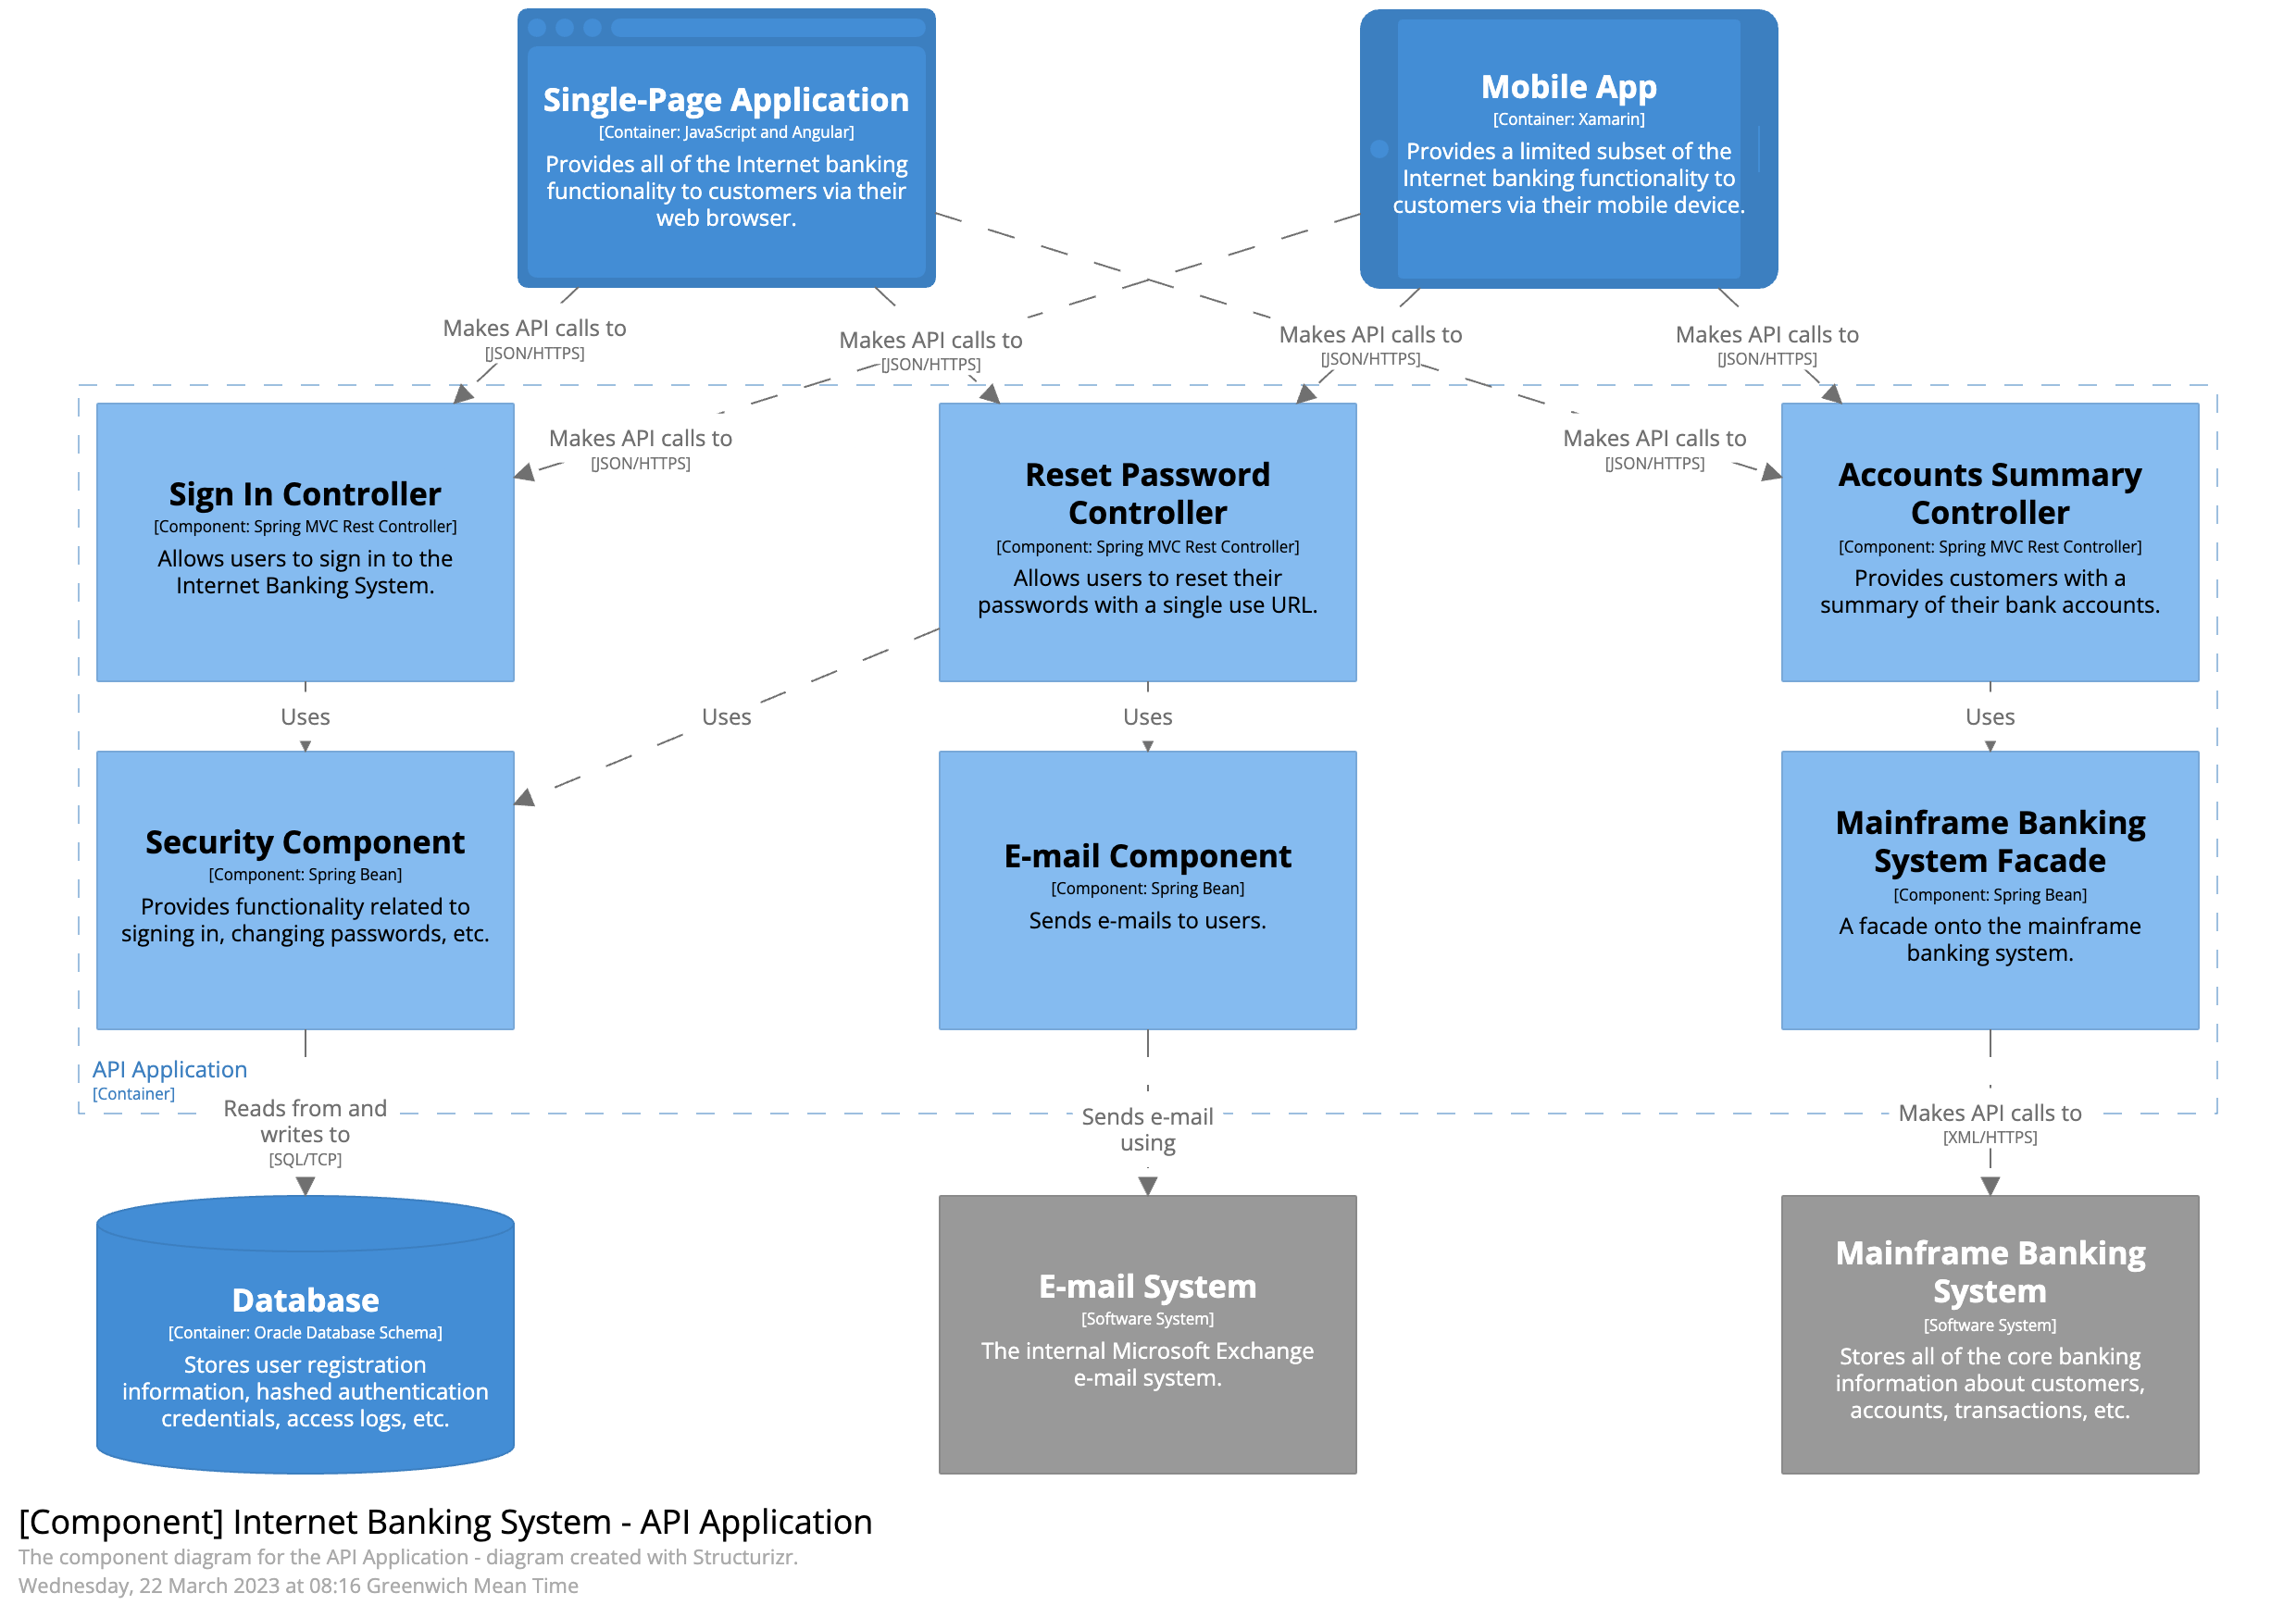 Single-Page Application
[Container: JavaScript and Angular]
Provides all of the Internet banking
functionality to customers via their
web browser.
Mobile App
[Container: Xamarin]
Provides a limited subset of the
Internet banking functionality to
customers via their mobile device.
Makes API calls to
[JSON/HTTPS]
Makes API calls to
[JSON/HTTPS]
Makes API calls to
[JSON/HTTPS]
Makes API calls to
[JSON/HTTPS]
Makes API calls to
[JSON/HTTPS]
Makes API calls to
[JSON/HTTPS]
Sign In Controller
[Component: Spring MVC Rest Controller]
Allows users to sign in to the
Internet Banking System.
Reset Password
Controller
[Component: Spring MVC Rest Controller]
Allows users to reset their
passwords with a single use URL.
Accounts Summary
Controller
[Component: Spring MVC Rest Controller]
Provides customers with a
summary of their bank accounts.
Uses
Uses
Uses
Uses
Security Component
[Component: Spring Bean]
Provides functionality related to
signing in, changing passwords, etc.
E-mail Component
[Component: Spring Bean]
Sends e-mails to users.
Mainframe Banking
System Facade
[Component: Spring Bean]
A facade onto the mainframe
banking system.
API Application
[Container]
Reads from and
writes to
[SQL/TCP]
Sends e-mail
using
Makes API calls to
[XML/HTTPS]
Database
[Container: Oracle Database Schema]
Stores user registration
information, hashed authentication
credentials, access logs, etc.
E-mail System
[Software System]
The internal Microsoft Exchange
e-mail system.
Mainframe Banking
System
[Software System]
Stores all of the core banking
information about customers,
accounts, transactions, etc.
[Component] Internet Banking System - API Application
The component diagram for the API Application - diagram created with Structurizr.
Wednesday, 22 March 2023 at 08:16 Greenwich Mean Time